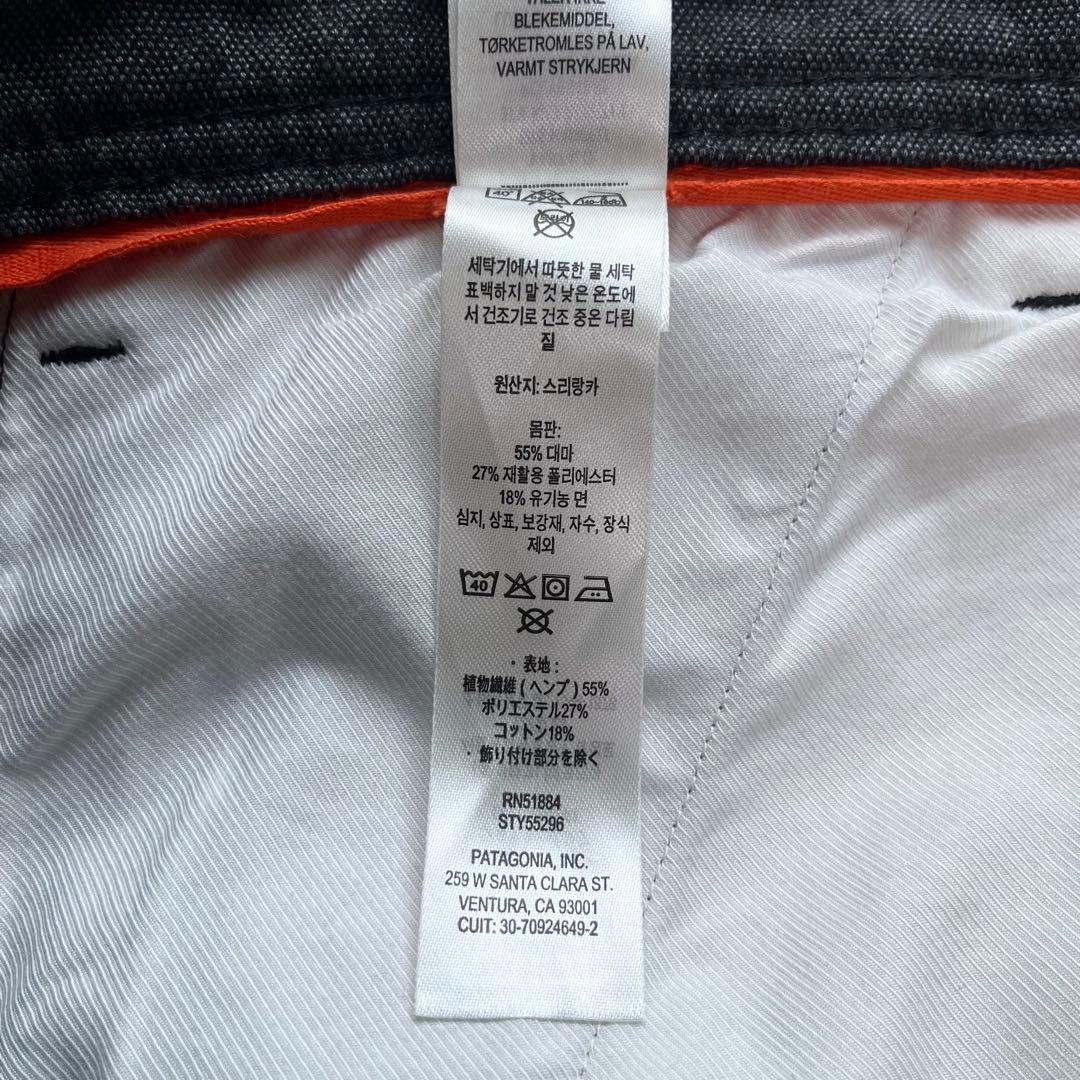 BLEKEMIDDEL,
TØRKETROMLES PÅ LAV,
VARMT STRYKJERN
40°
세탁기에서 따뜻한 물 세탁
표백하지 말 것 낮은 온도에
서 건조기로 건조 중온 다림
질
원산지: 스리랑카
몸판:
55% 대마
27% 재활용 폴리에스터
18% 유기농 면
심지, 상표, 보강재, 자수, 장식
제외
40
・表地 :
植物繊維 ( ヘンプ ) 55%
ポリエステル27%
コットン18%
・飾り付け部分を除く
RN51884
STY55296
PATAGONIA, INC.
259 W SANTA CLARA ST.
VENTURA, CA 93001
CUIT: 30-70924649-2